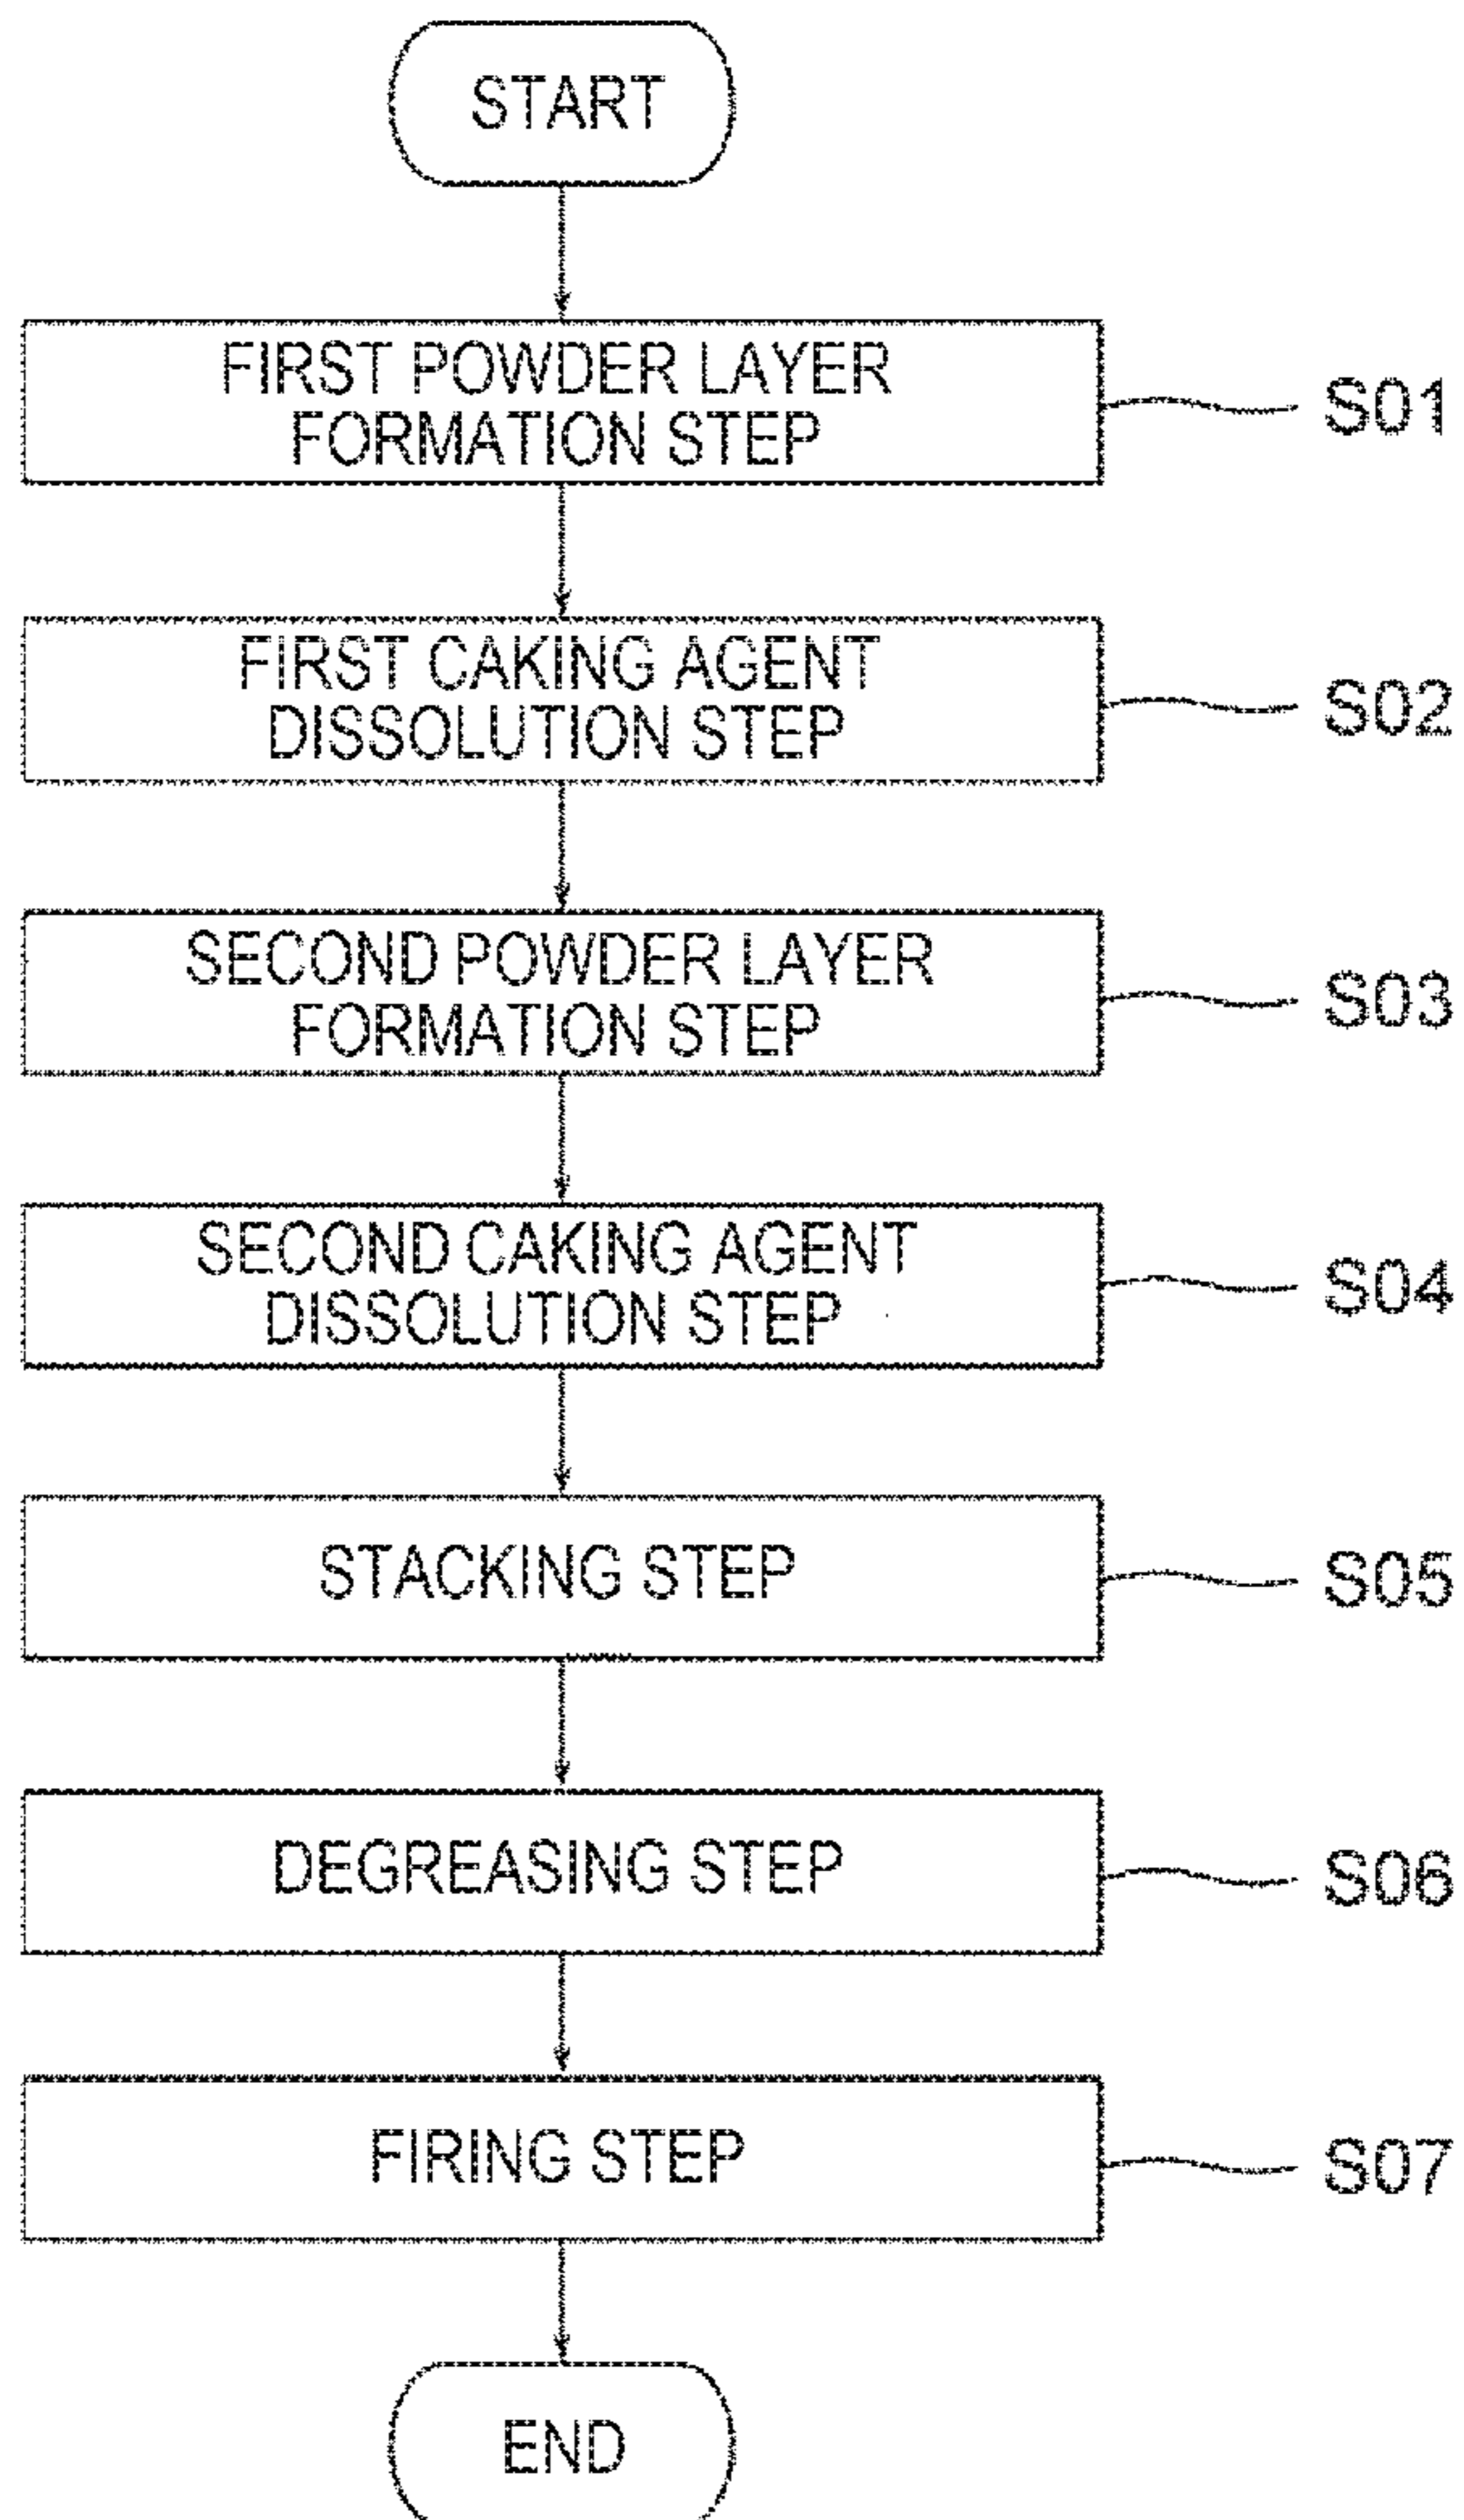 START
FIRST POWDER LAYER
FORMATION STEP
S01
FIRST CAKING AGENT
DISSOLUTION STEP
S02
SECOND POWDER LAYER
FORMATION STEP
S03
SECOND CAKING AGENT
DISSOLUTION STEP
S04
STACKING STEP
S05
DEGREASING STEP
S06
FIRING STEP
S07
END